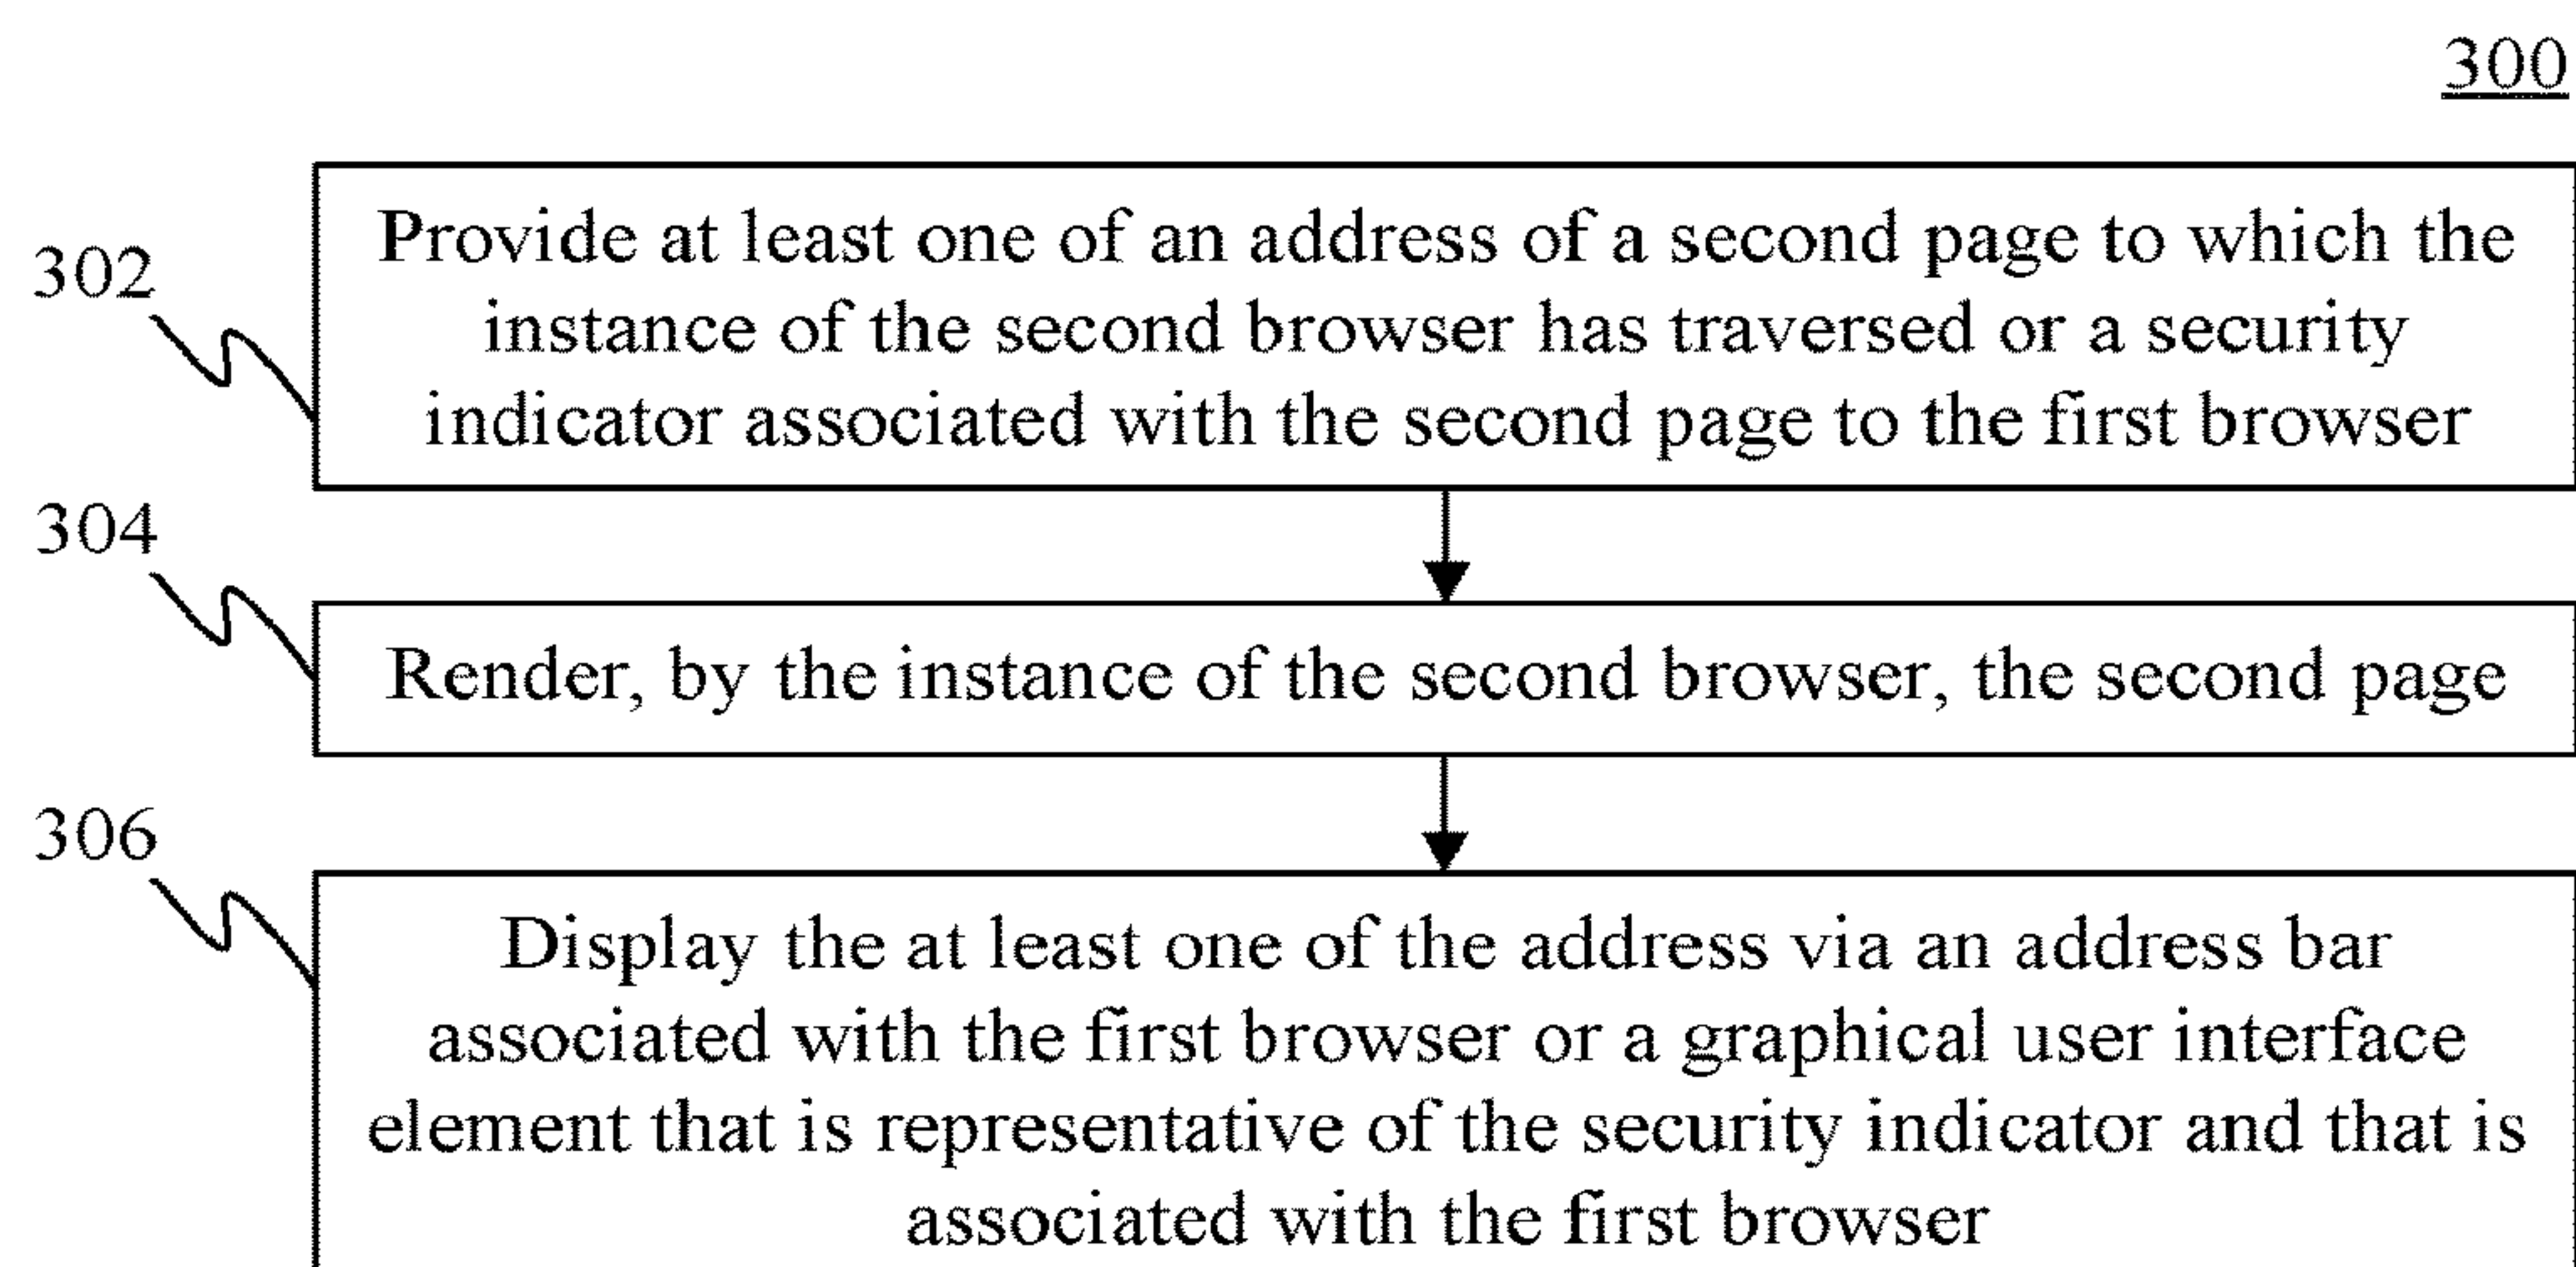 300
302
Provide at least one of an address of a second page to which the
instance of the second browser has traversed or a security
indicator associated with the second page to the first browser
304
Render, by the instance of the second browser, the second page
306
Display the at least one of the address via an address bar
associated with the first browser or a graphical user interface
element that is representative of the security indicator and that is
associated with the first browser